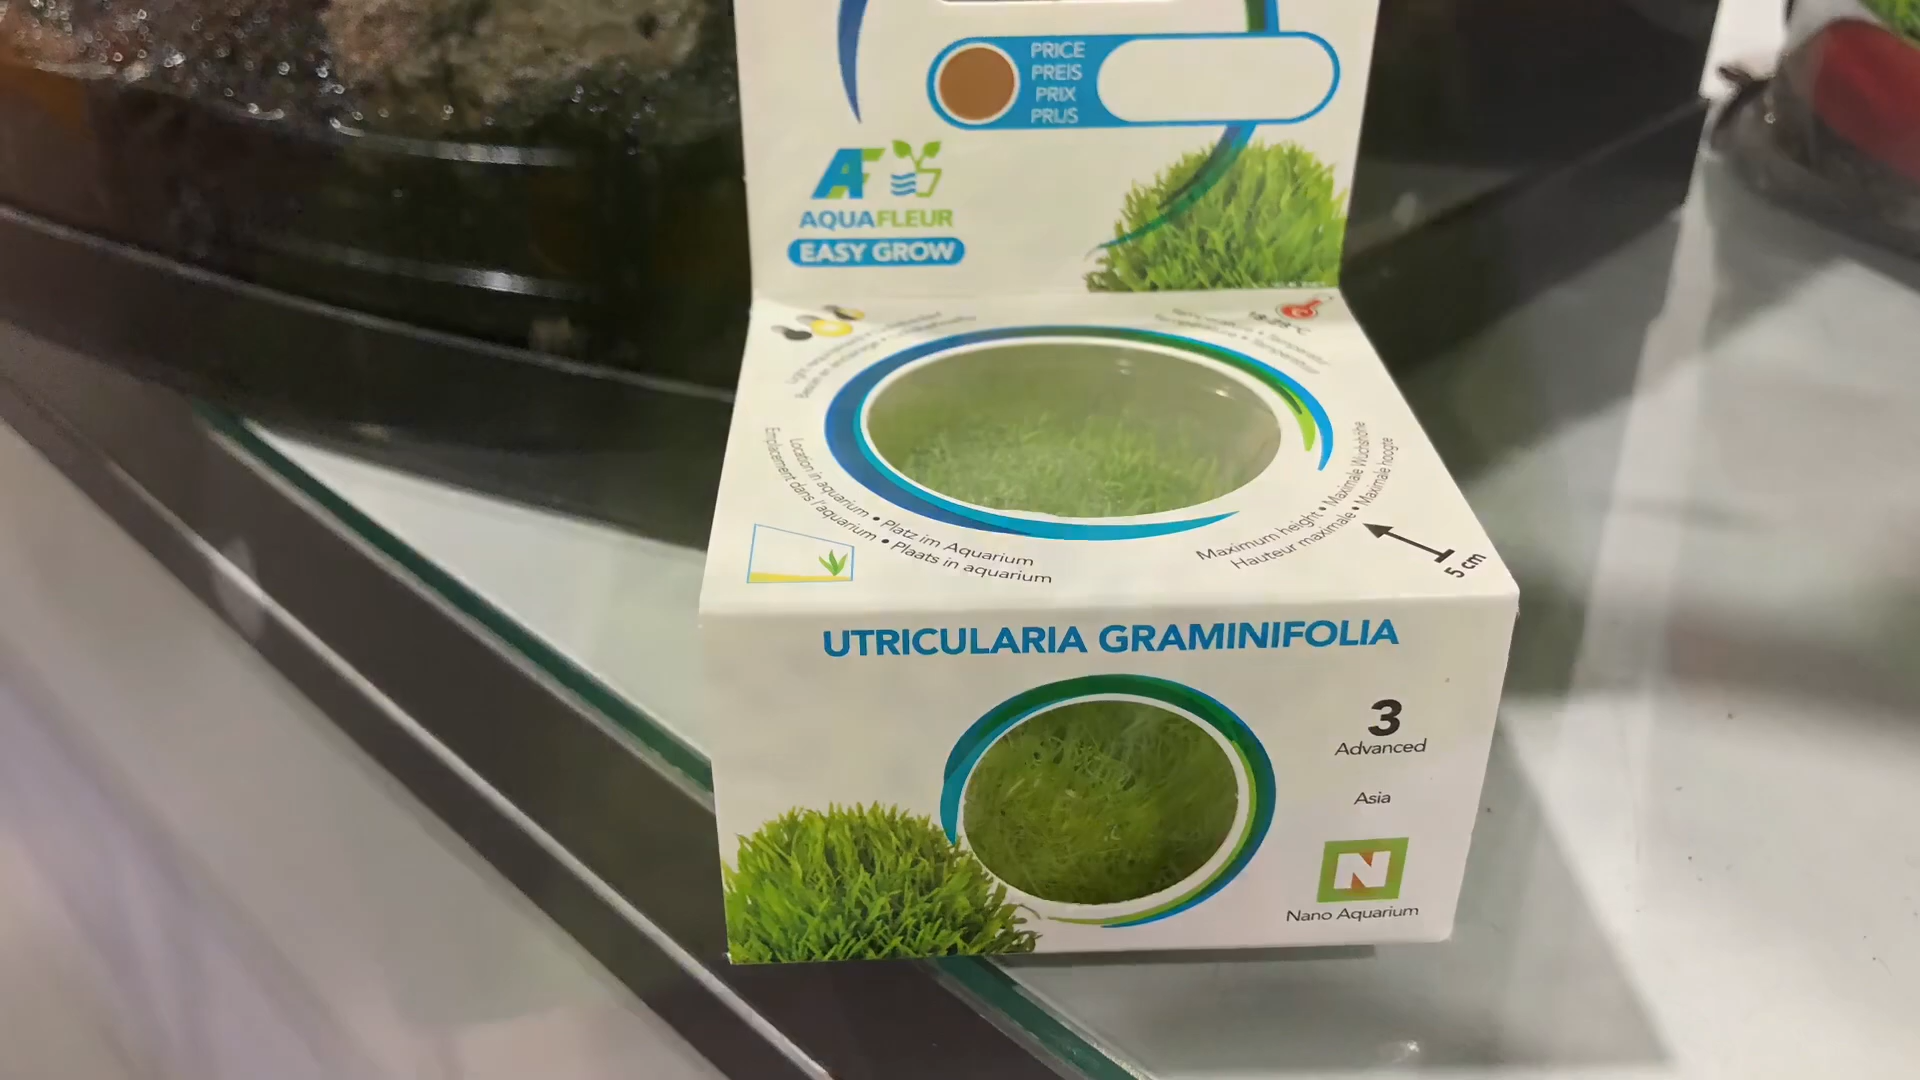 PRICE
PREIS
PRIX
PRIJS
AF
AQUAFLEUR
EASY GROW
Location in aquarium • Platz im Aquarium
Emplacement dans l'aquarium • Plaats in aquarium
Maximum height • Maximale Wuchshöhe
Hauteur maximale • Maximale hoogte
5 cm
UTRICULARIA GRAMINIFOLIA
3
Advanced
Asia
N
Nano Aquarium